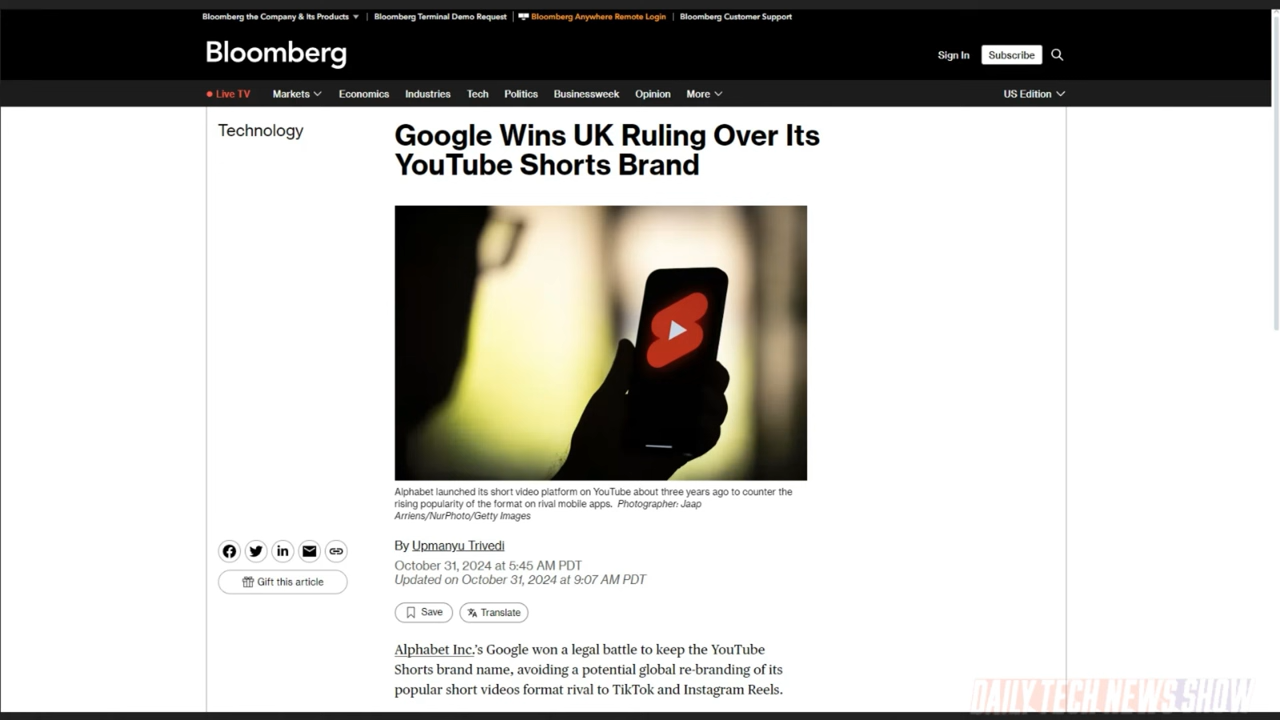 Bloomberg the Company & Its Products
Bloomberg Terminal Demo Request
Bloomberg Anywhere Remote Login
Bloomberg Customer Support
Bloomberg
Sign In
Subscribe
Live TV
Markets
Economics
Industries
Tech
Politics
Businessweek
Opinion
More
US Edition
Technology
Google Wins UK Ruling Over Its
YouTube Shorts Brand
Alphabet launched its short video platform on YouTube about three years ago to counter the
rising popularity of the format on rival mobile apps. Photographer: Jaap
Arriens/NurPhoto/Getty Images
By Upmanyu Trivedi
October 31, 2024 at 5:45 AM PDT
Updated on October 31, 2024 at 9:07 AM PDT
Gift this article
Save
Translate
Alphabet Inc.'s Google won a legal battle to keep the YouTube
Shorts brand name, avoiding a potential global re-branding of its
popular short videos format rival to TikTok and Instagram Reels.
DAILY TECH NEWS SHOW